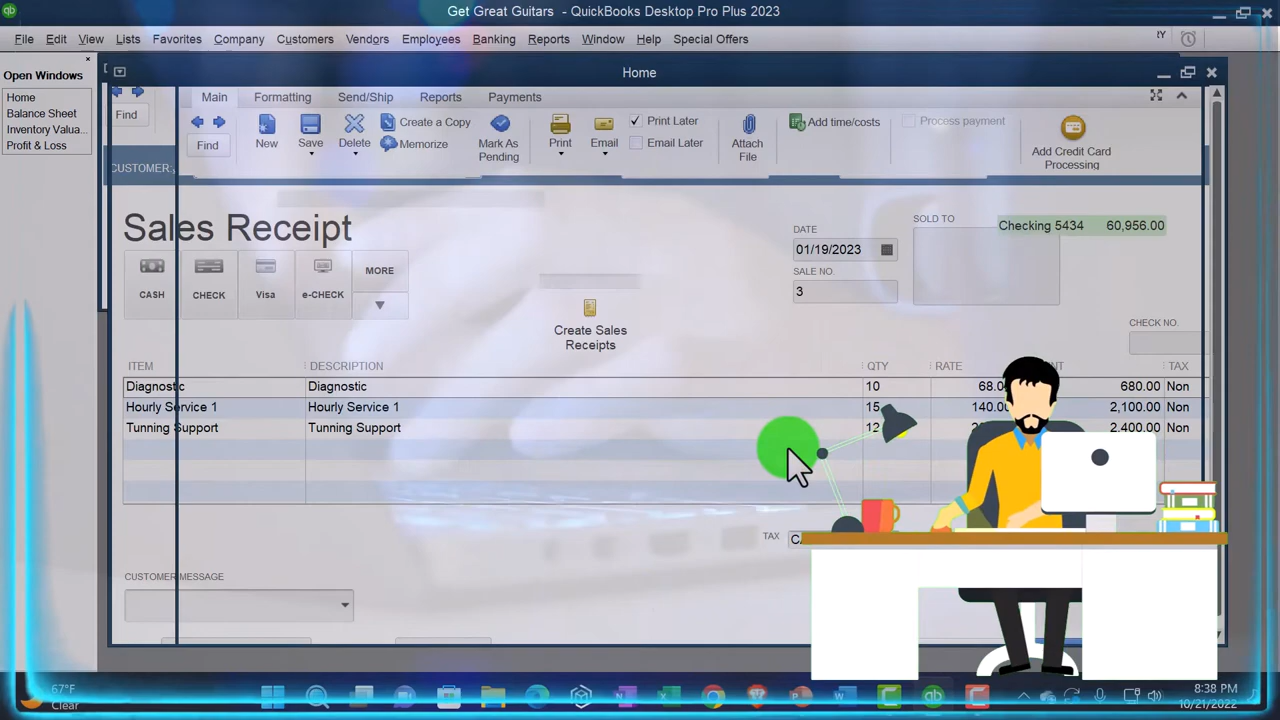 Get Great Guitars - QuickBooks Desktop Pro Plus 2023
File Edit View Lists Favorites Company Customers Vendors Employees Banking Reports Window Help Special Offers
Open Windows
Home
Balance Sheet
Inventory Valua...
Profit & Loss
Home
Find
CUSTOMER:
Main Formatting Send/Ship Reports Payments
Find
New
Save
Delete
Create a Copy
Memorize
Mark As
Pending
Print
Email
Print Later
Email Later
Attach
File
Add time/costs
Process payment
Add Credit Card
Processing
Sales Receipt
CASH
CHECK
Visa
e-CHECK
MORE
DATE
01/19/2023
SALE NO.
3
SOLD TO
Checking 5434 60,956.00
CHECK NO.
Create Sales
Receipts
ITEM DESCRIPTION QTY RATE TAX
Diagnostic Diagnostic 10 680.00 Non
Hourly Service 1 Hourly Service 1 15 2,100.00 Non
Tunning Support Tunning Support 12 2,400.00 Non
TAX
CUSTOMER MESSAGE
67°F
Clear
8:38 PM
10/21/2022